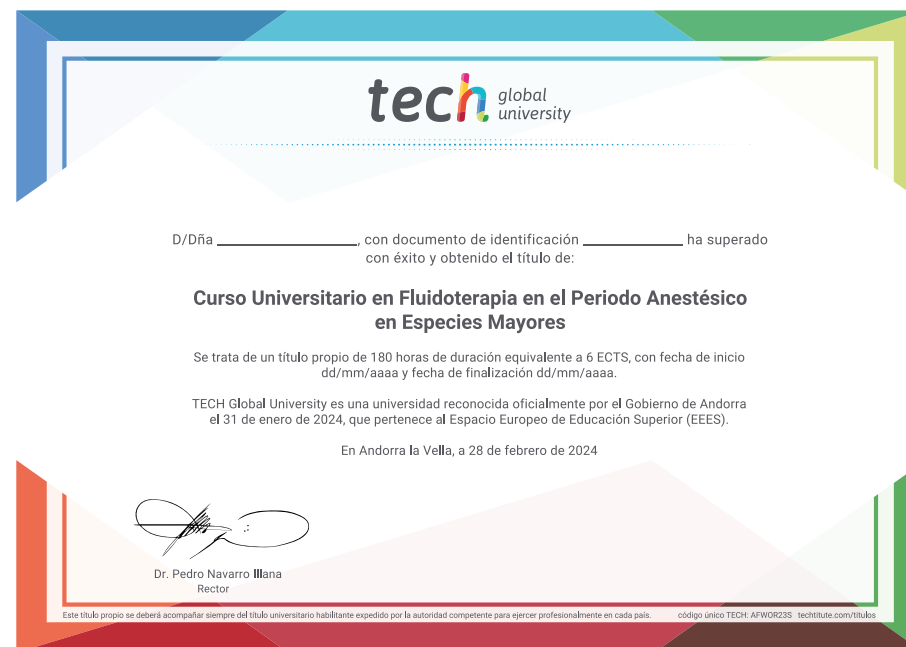 tech global university
D/Dña ____________________, con documento de identificación ______________ ha superado
con éxito y obtenido el título de:
Curso Universitario en Fluidoterapia en el Periodo Anestésico
en Especies Mayores
Se trata de un título propio de 180 horas de duración equivalente a 6 ECTS, con fecha de inicio
dd/mm/aaaa y fecha de finalización dd/mm/aaaa.
TECH Global University es una universidad reconocida oficialmente por el Gobierno de Andorra
el 31 de enero de 2024, que pertenece al Espacio Europeo de Educación Superior (EEES).
En Andorra la Vella, a 28 de febrero de 2024
Dr. Pedro Navarro Illana
Rector
Este título propio se deberá acompañar siempre del título universitario habilitante expedido por la autoridad competente para ejercer profesionalmente en cada país. código único TECH: AFWOR23S techtitute.com/titulos